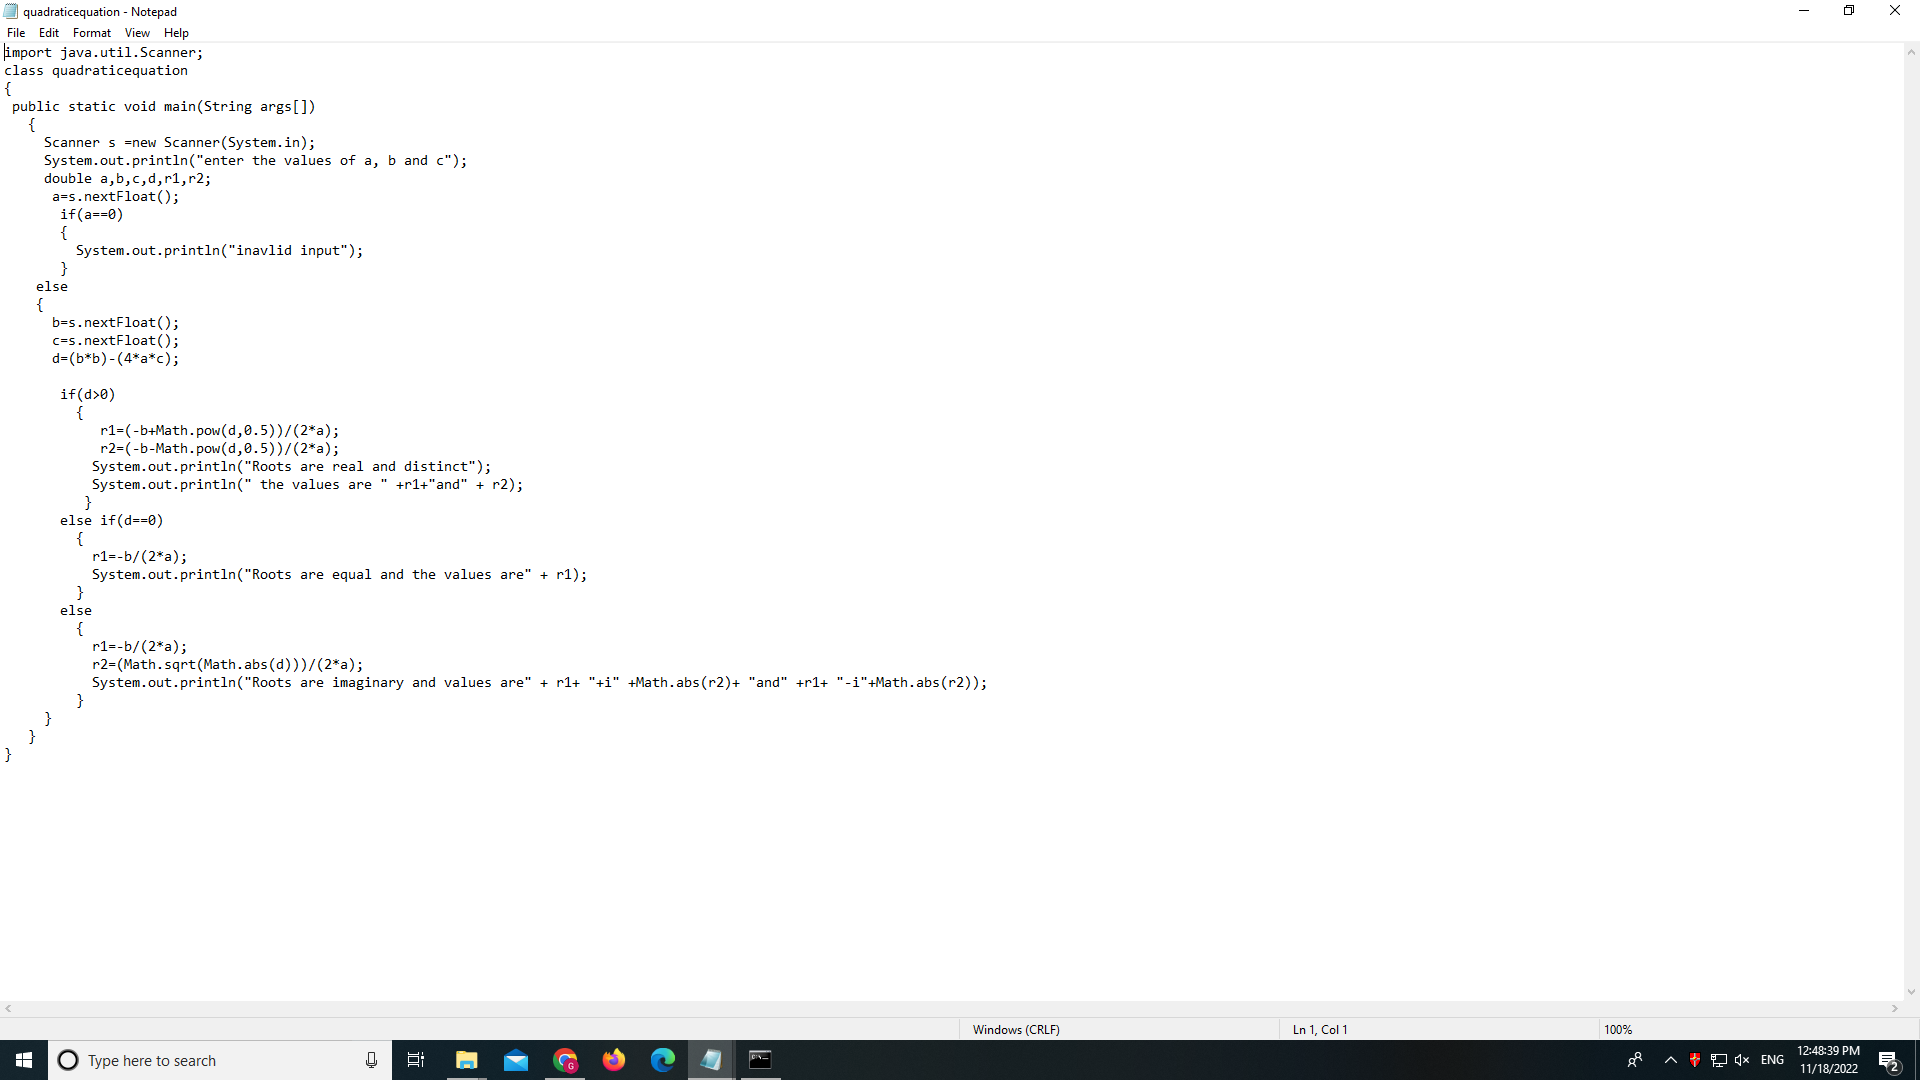 quadraticequation - Notepad
File Edit Format View Help
import java.util.Scanner;
class quadraticequation
{
 public static void main(String args[])
   {
     Scanner s =new Scanner(System.in);
     System.out.println("enter the values of a, b and c");
     double a,b,c,d,r1,r2;
      a=s.nextFloat();
       if(a==0)
       {
         System.out.println("inavlid input");
       }
    else
    {
      b=s.nextFloat();
      c=s.nextFloat();
      d=(b*b)-(4*a*c);

       if(d>0)
         {
            r1=(-b+Math.pow(d,0.5))/(2*a);
            r2=(-b-Math.pow(d,0.5))/(2*a);
           System.out.println("Roots are real and distinct");
           System.out.println(" the values are " +r1+"and" + r2);
          }
       else if(d==0)
         {
           r1=-b/(2*a);
           System.out.println("Roots are equal and the values are" + r1);
         }
       else
         {
           r1=-b/(2*a);
           r2=(Math.sqrt(Math.abs(d)))/(2*a);
           System.out.println("Roots are imaginary and values are" + r1+ "+i" +Math.abs(r2)+ "and" +r1+ "-i"+Math.abs(r2));
         }
     }
   }
}
Windows (CRLF) Ln 1, Col 1 100%
Type here to search
ENG
12:48:39 PM
11/18/2022
2
G